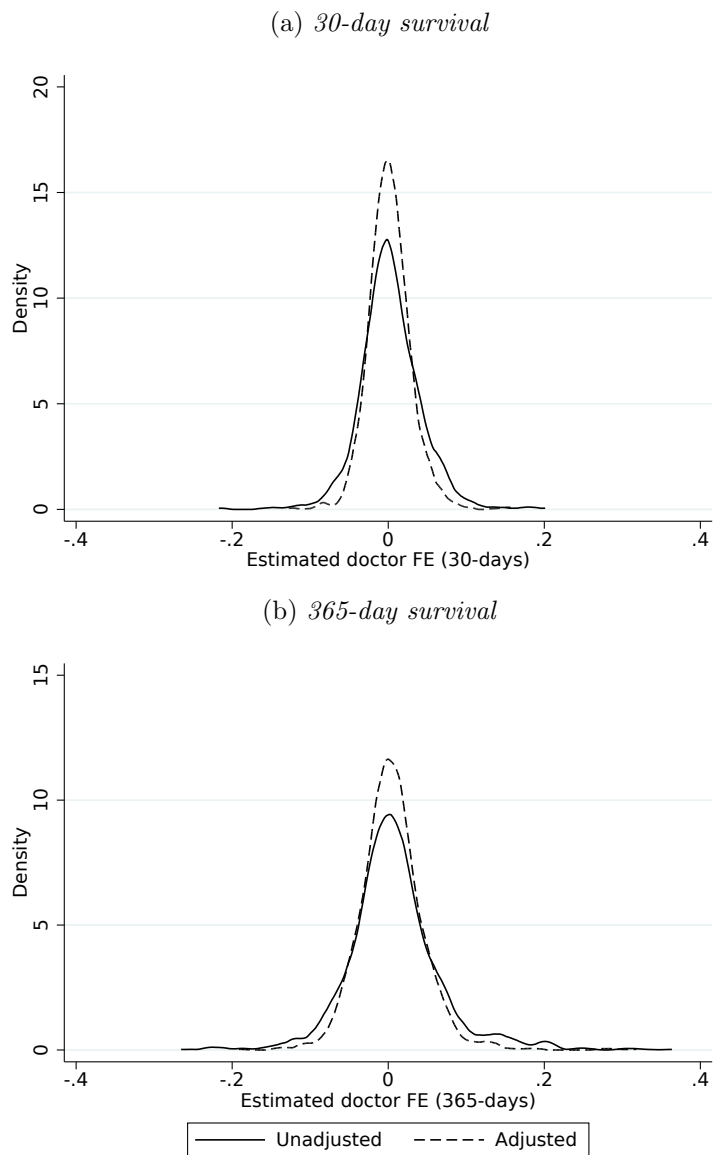 (a) 30-day survival
20
15
10
5
0
Density
-.4 -.2 0 .2 .4
Estimated doctor FE (30-days)
(b) 365-day survival
15
10
5
0
Density
-.4 -.2 0 .2 .4
Estimated doctor FE (365-days)
Unadjusted Adjusted